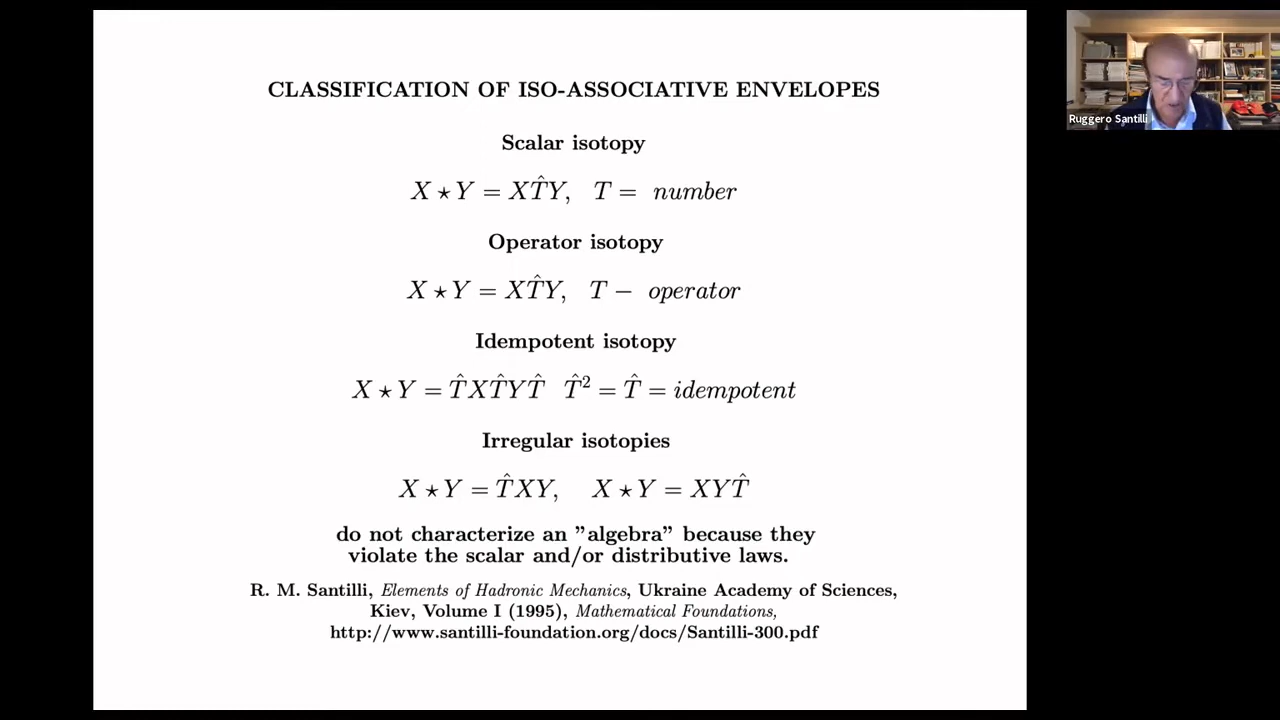 CLASSIFICATION OF ISO-ASSOCIATIVE ENVELOPES
Scalar isotopy
X ⋆ Y = XT̂Y, T = number
Operator isotopy
X ⋆ Y = XT̂Y, T − operator
Idempotent isotopy
X ⋆ Y = T̂XT̂YT̂ T̂² = T̂ = idempotent
Irregular isotopies
X ⋆ Y = T̂XY, X ⋆ Y = XYT̂
do not characterize an ”algebra” because they
violate the scalar and/or distributive laws.
R. M. Santilli, Elements of Hadronic Mechanics, Ukraine Academy of Sciences,
Kiev, Volume I (1995), Mathematical Foundations,
http://www.santilli-foundation.org/docs/Santilli-300.pdf
Ruggero Santilli